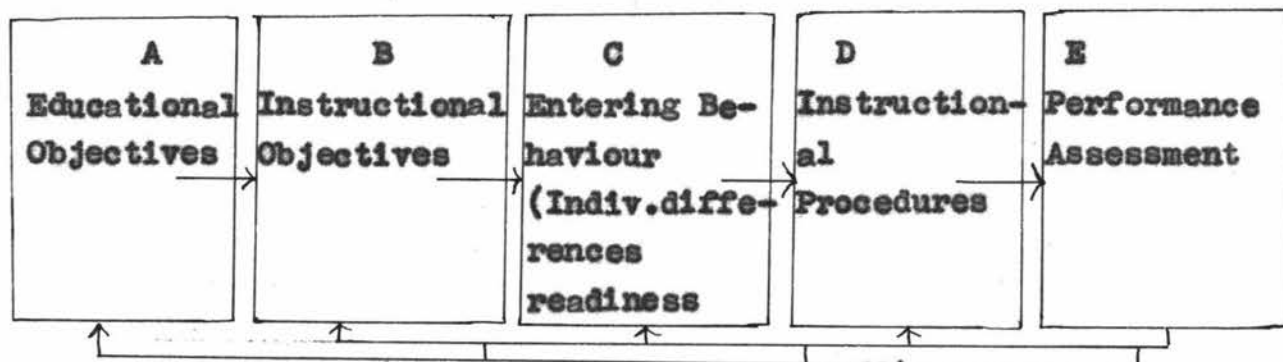 A
Educational
Objectives
B
Instructional
Objectives
C
Entering Be-
haviour
(Indiv.diffe-
rences
readiness
D
Instruction-
al
Procedures
E
Performance
Assessment